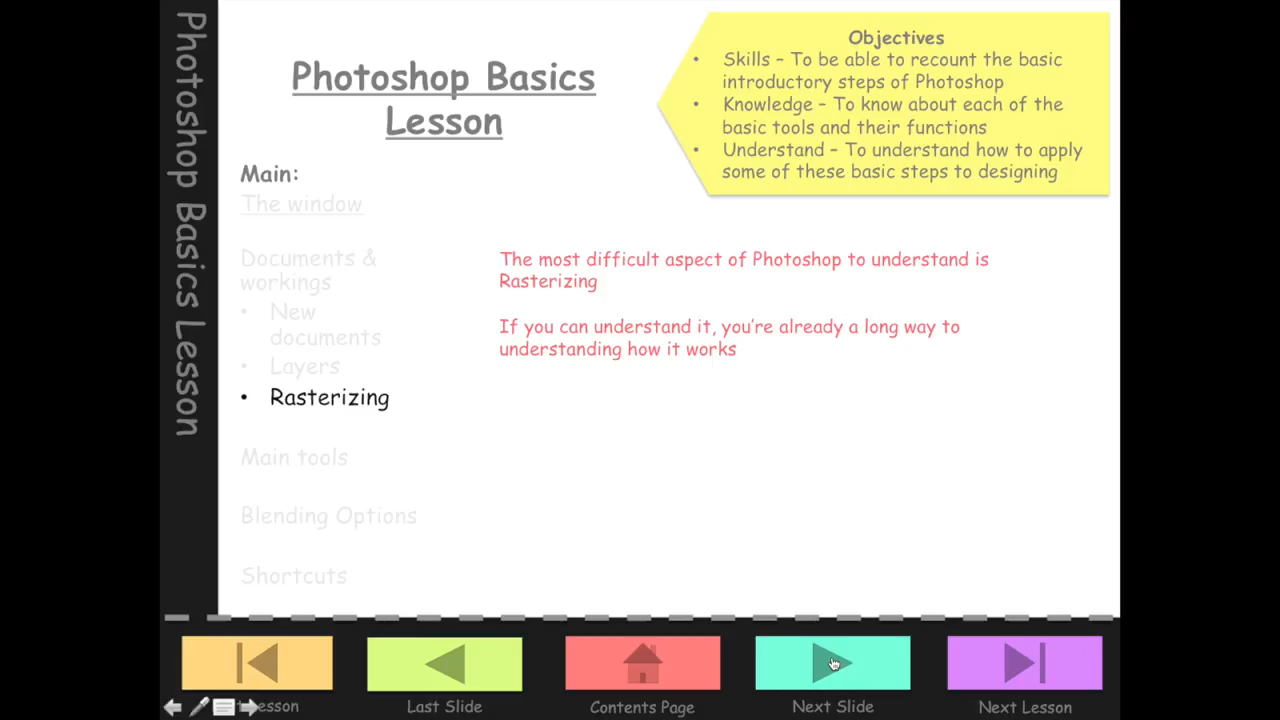 Photoshop Basics Lesson
Photoshop Basics
Lesson
Objectives
• Skills – To be able to recount the basic
introductory steps of Photoshop
• Knowledge – To know about each of the
basic tools and their functions
• Understand – To understand how to apply
some of these basic steps to designing
Main:
The window
Documents &
workings
• New
documents
• Layers
• Rasterizing
Main tools
Blending Options
Shortcuts
The most difficult aspect of Photoshop to understand is
Rasterizing
If you can understand it, you’re already a long way to
understanding how it works
Lesson
Last Slide
Contents Page
Next Slide
Next Lesson